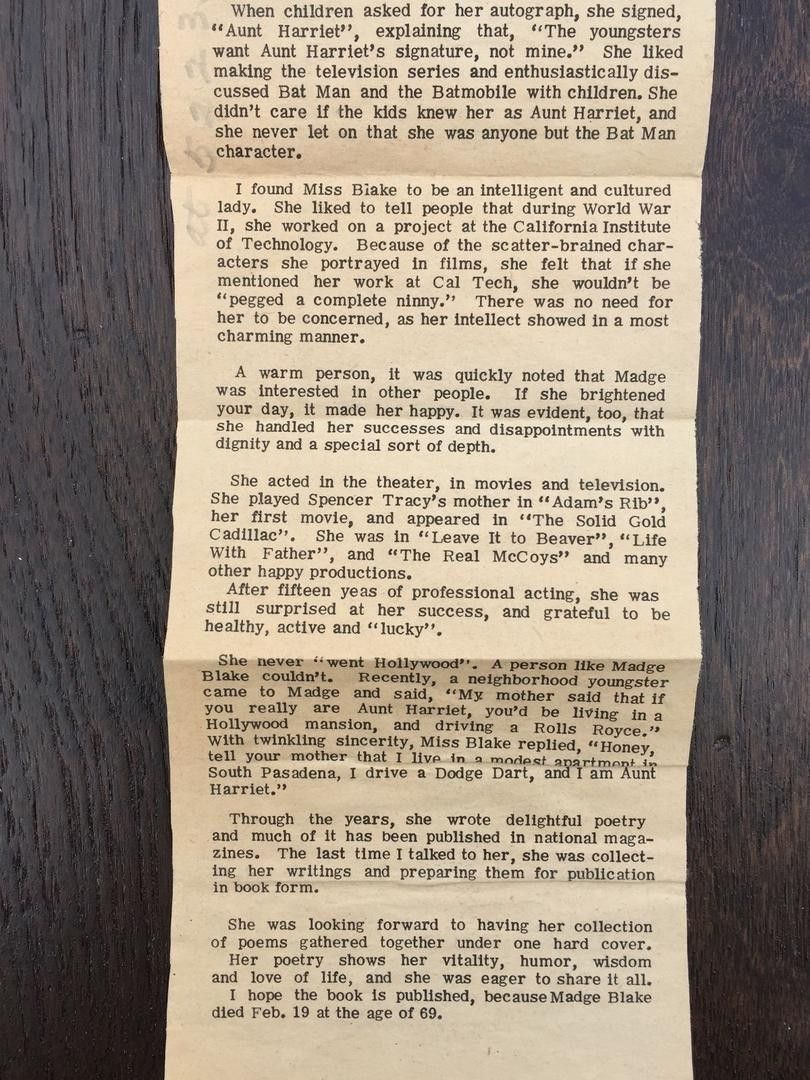 When children asked for her autograph, she signed,
“Aunt Harriet”, explaining that, “The youngsters
want Aunt Harriet's signature, not mine.” She liked
making the television series and enthusiastically dis-
cussed Bat Man and the Batmobile with children. She
didn't care if the kids knew her as Aunt Harriet, and
she never let on that she was anyone but the Bat Man
character.
I found Miss Blake to be an intelligent and cultured
lady. She liked to tell people that during World War
II, she worked on a project at the California Institute
of Technology. Because of the scatter-brained char-
acters she portrayed in films, she felt that if she
mentioned her work at Cal Tech, she wouldn't be
“pegged a complete ninny.” There was no need for
her to be concerned, as her intellect showed in a most
charming manner.
A warm person, it was quickly noted that Madge
was interested in other people. If she brightened
your day, it made her happy. It was evident, too, that
she handled her successes and disappointments with
dignity and a special sort of depth.
She acted in the theater, in movies and television.
She played Spencer Tracy's mother in “Adam's Rib”,
her first movie, and appeared in “The Solid Gold
Cadillac”. She was in “Leave It to Beaver”, “Life
With Father”, and “The Real McCoys” and many
other happy productions.
After fifteen yeas of professional acting, she was
still surprised at her success, and grateful to be
healthy, active and “lucky”.
She never “went Hollywood”. A person like Madge
Blake couldn't. Recently, a neighborhood youngster
came to Madge and said, “My mother said that if
you really are Aunt Harriet, you'd be living in a
Hollywood mansion, and driving a Rolls Royce.”
With twinkling sincerity, Miss Blake replied, “Honey,
tell your mother that I live in a modest apartment in
South Pasadena, I drive a Dodge Dart, and I am Aunt
Harriet.”
Through the years, she wrote delightful poetry
and much of it has been published in national maga-
zines. The last time I talked to her, she was collect-
ing her writings and preparing them for publication
in book form.
She was looking forward to having her collection
of poems gathered together under one hard cover.
Her poetry shows her vitality, humor, wisdom
and love of life, and she was eager to share it all.
I hope the book is published, because Madge Blake
died Feb. 19 at the age of 69.